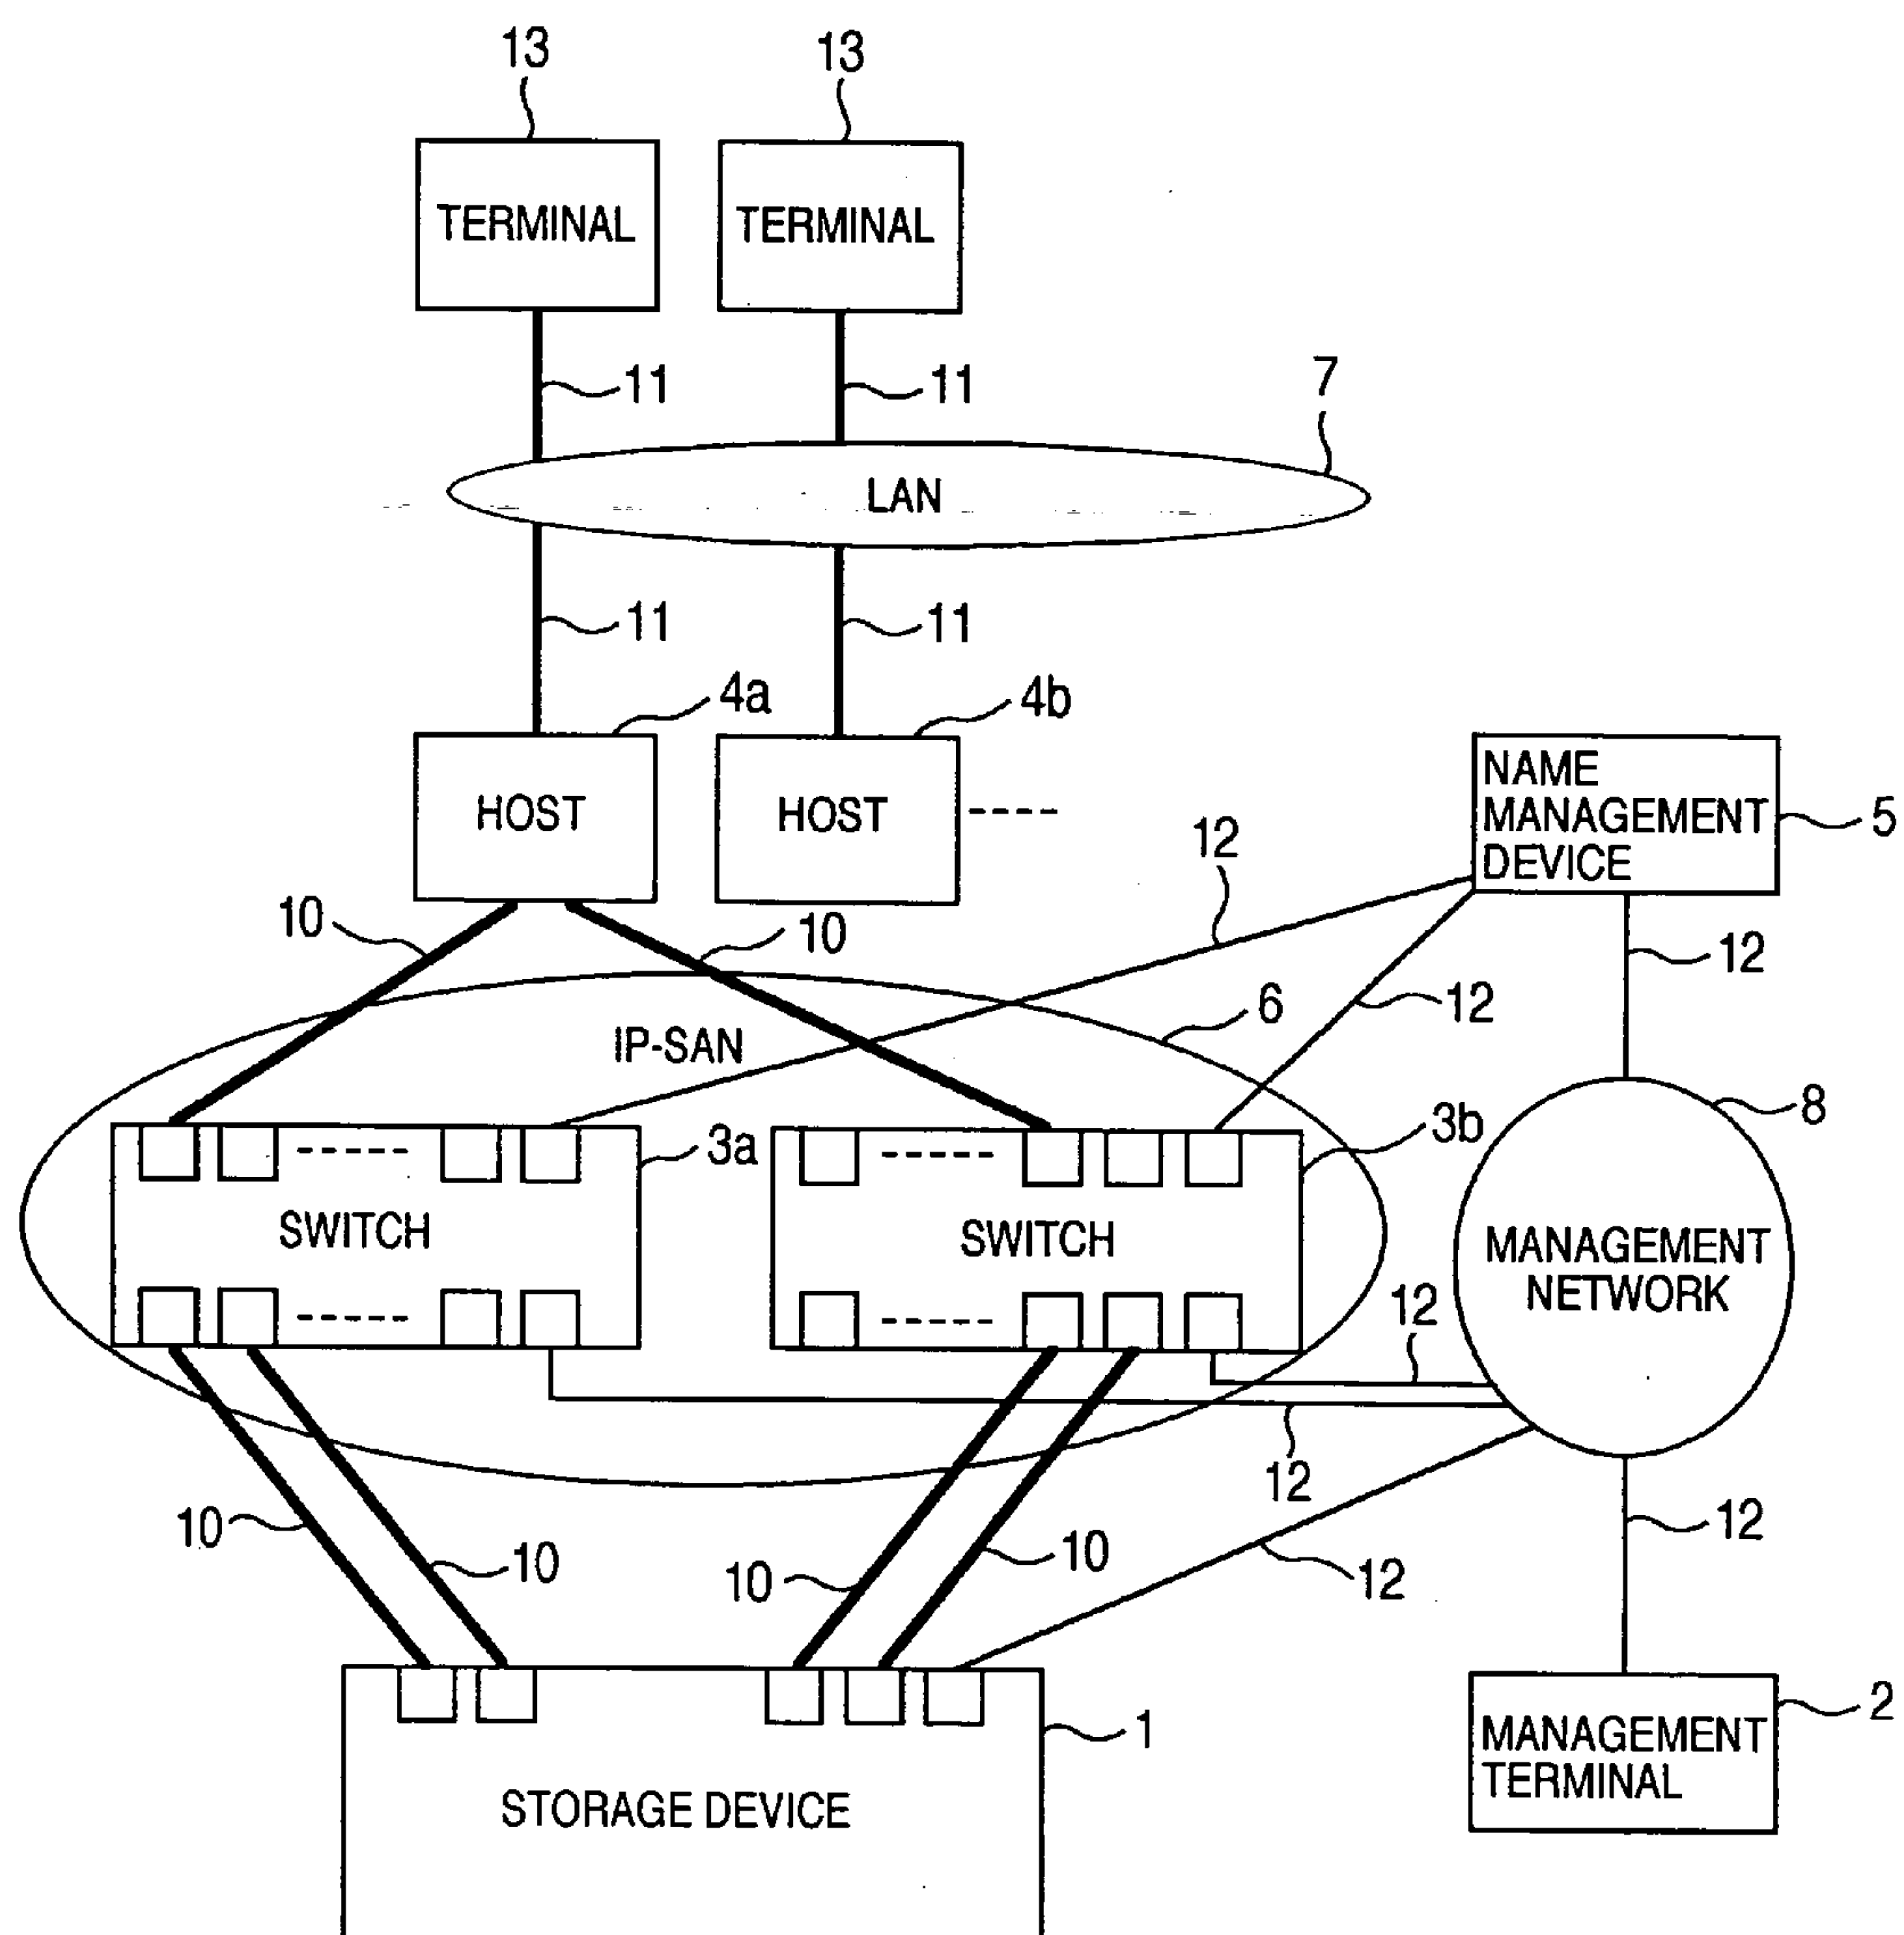 13
13
TERMINAL
TERMINAL
11
11
7
LAN
11
11
4a
4b
HOST
HOST
NAME
MANAGEMENT
DEVICE
5
12
10
10
12
12
6
IP-SAN
8
3a
3b
SWITCH
SWITCH
MANAGEMENT
NETWORK
12
12
10
10
10
10
12
12
1
2
STORAGE DEVICE
MANAGEMENT
TERMINAL